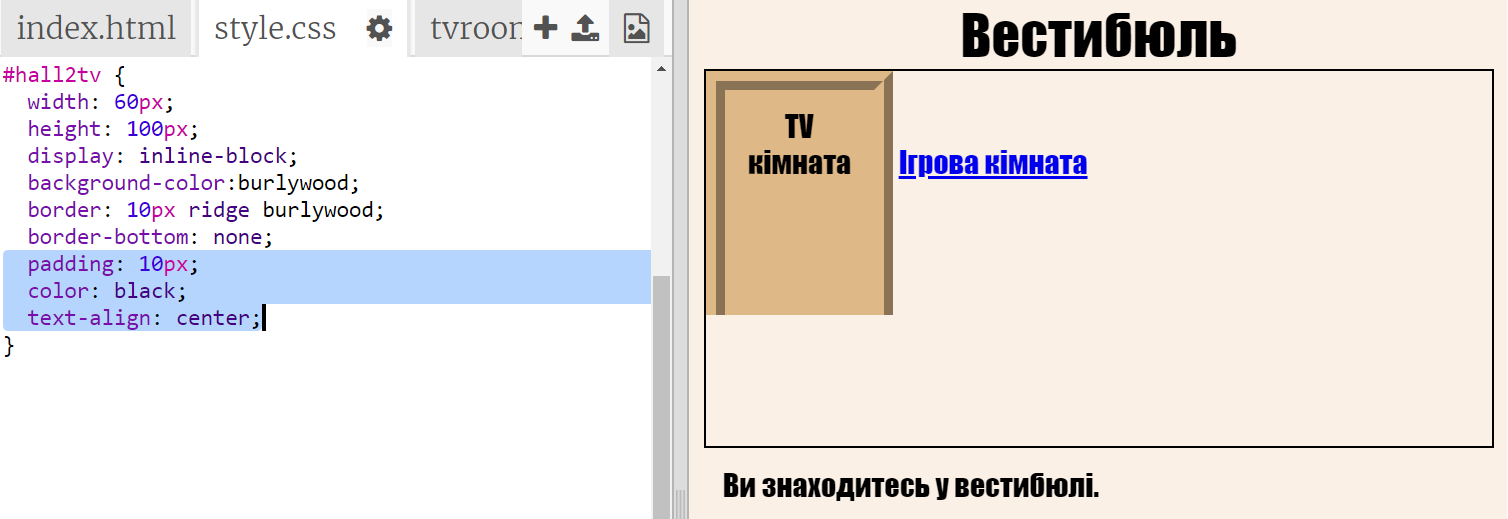 index.html
style.css
tvroom
#hall2tv {
width: 60px;
height: 100px;
display: inline-block;
background-color:burlywood;
border: 10px ridge burlywood;
border-bottom: none;
padding: 10px;
color: black;
text-align: center;
}
Вестибюль
TV
кімната
Ігрова кімната
Ви знаходитесь у вестибюлі.